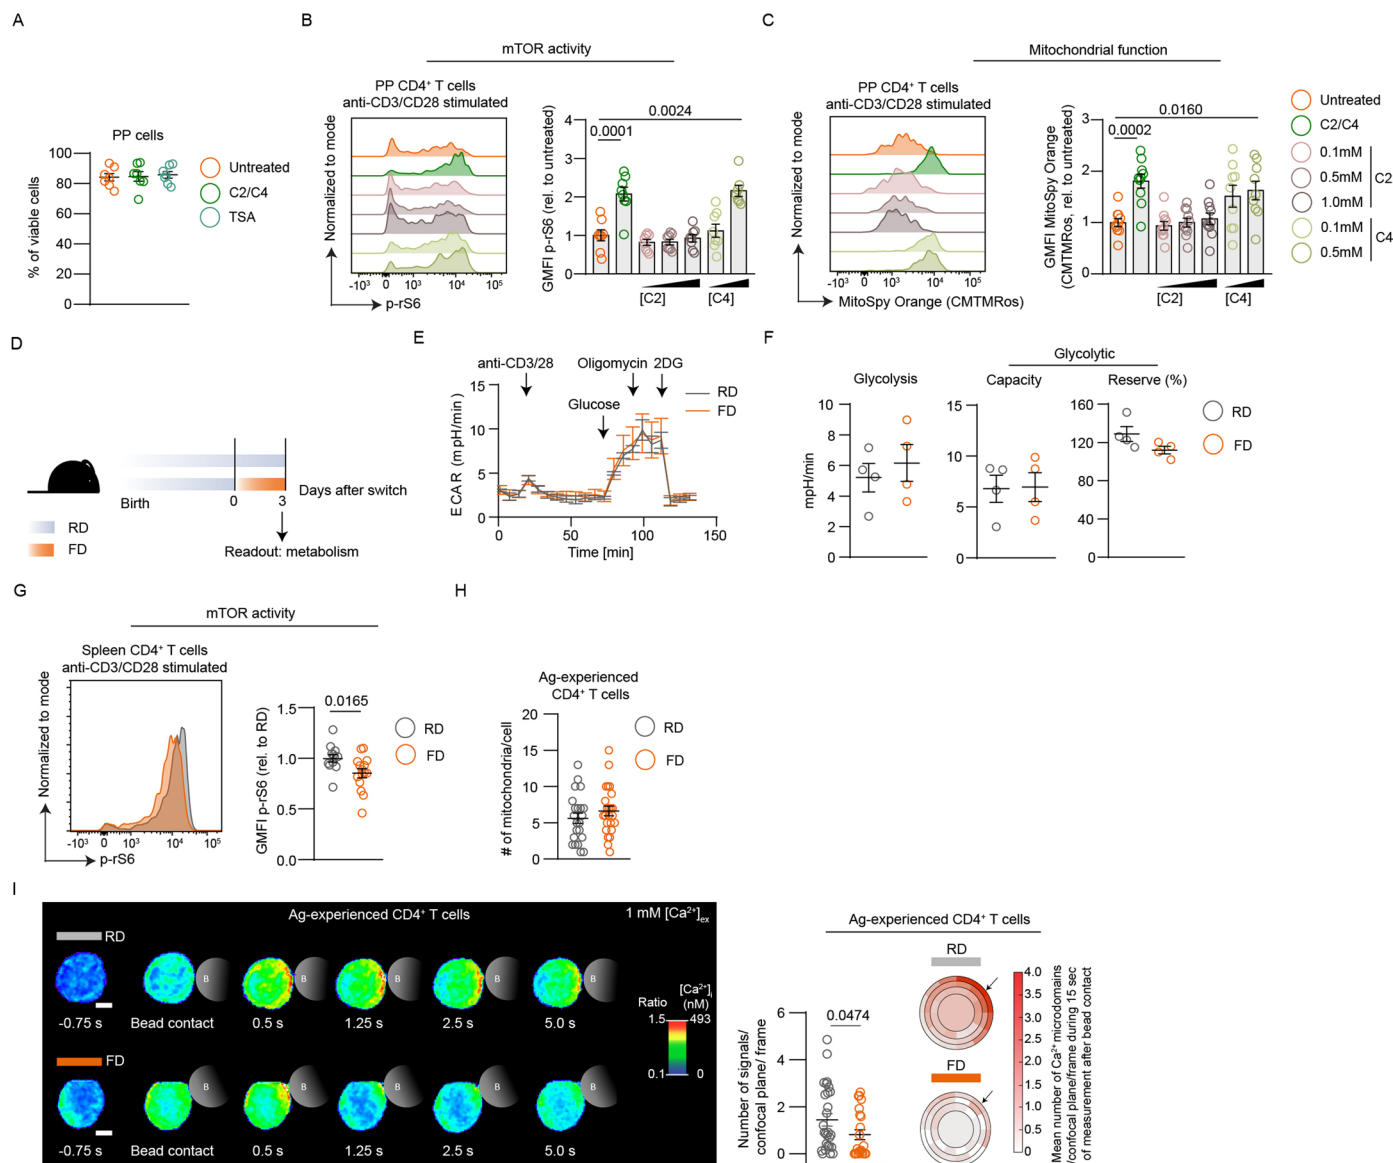 A
PP cells
% of viable cells
100
80
60
40
20
0
Untreated
C2/C4
TSA
B
mTOR activity
PP CD4⁺ T cells
anti-CD3/CD28 stimulated
Normalized to mode
-10³ 0 10³ 10⁴ 10⁵
p-rS6
GMFI p-rS6 (rel. to untreated)
4
3
2
1
0
0.0024
0.0001
[C2] [C4]
C
Mitochondrial function
PP CD4⁺ T cells
anti-CD3/CD28 stimulated
Normalized to mode
-10³ 0 10³ 10⁴ 10⁵
MitoSpy Orange (CMTMRos)
GMFI MitoSpy Orange
(CMTMRos, rel. to untreated)
3
2
1
0
0.0160
0.0002
[C2] [C4]
Untreated
C2/C4
0.1mM
0.5mM
1.0mM
C2
0.1mM
0.5mM
C4
D
Birth 0 3 Days after switch
RD
FD
Readout: metabolism
E
anti-CD3/28
Oligomycin 2DG
Glucose
RD
FD
ECAR (mpH/min)
15
10
5
0
0 50 100 150
Time [min]
F
Glycolytic
Glycolysis
Capacity
Reserve (%)
mpH/min
10
8
6
4
2
0
15
10
5
0
160
120
80
40
0
RD
FD
G
mTOR activity
Spleen CD4⁺ T cells
anti-CD3/CD28 stimulated
Normalized to mode
-10³ 0 10³ 10⁴ 10⁵
p-rS6
GMFI p-rS6 (rel. to RD)
1.5
1.0
0.5
0.0
0.0165
RD
FD
H
Ag-experienced
CD4⁺ T cells
# of mitochondria/cell
20
15
10
5
0
RD
FD
I
Ag-experienced CD4⁺ T cells
1 mM [Ca²⁺]ex
RD
B B B B B
-0.75 s Bead contact 0.5 s 1.25 s 2.5 s 5.0 s
FD
B B B B B
-0.75 s Bead contact 0.5 s 1.25 s 2.5 s 5.0 s
[Ca²⁺]i
Ratio (nM)
1.5 493
0.1 0
Ag-experienced CD4⁺ T cells
Number of signals/
confocal plane/ frame
6
4
2
0
0.0474
RD
FD
4.0
3.5
3.0
2.5
2.0
1.5
1.0
0.5
0
Mean number of Ca²⁺ microdomains
/confocal plane/frame during 15 sec
of measurement after bead contact